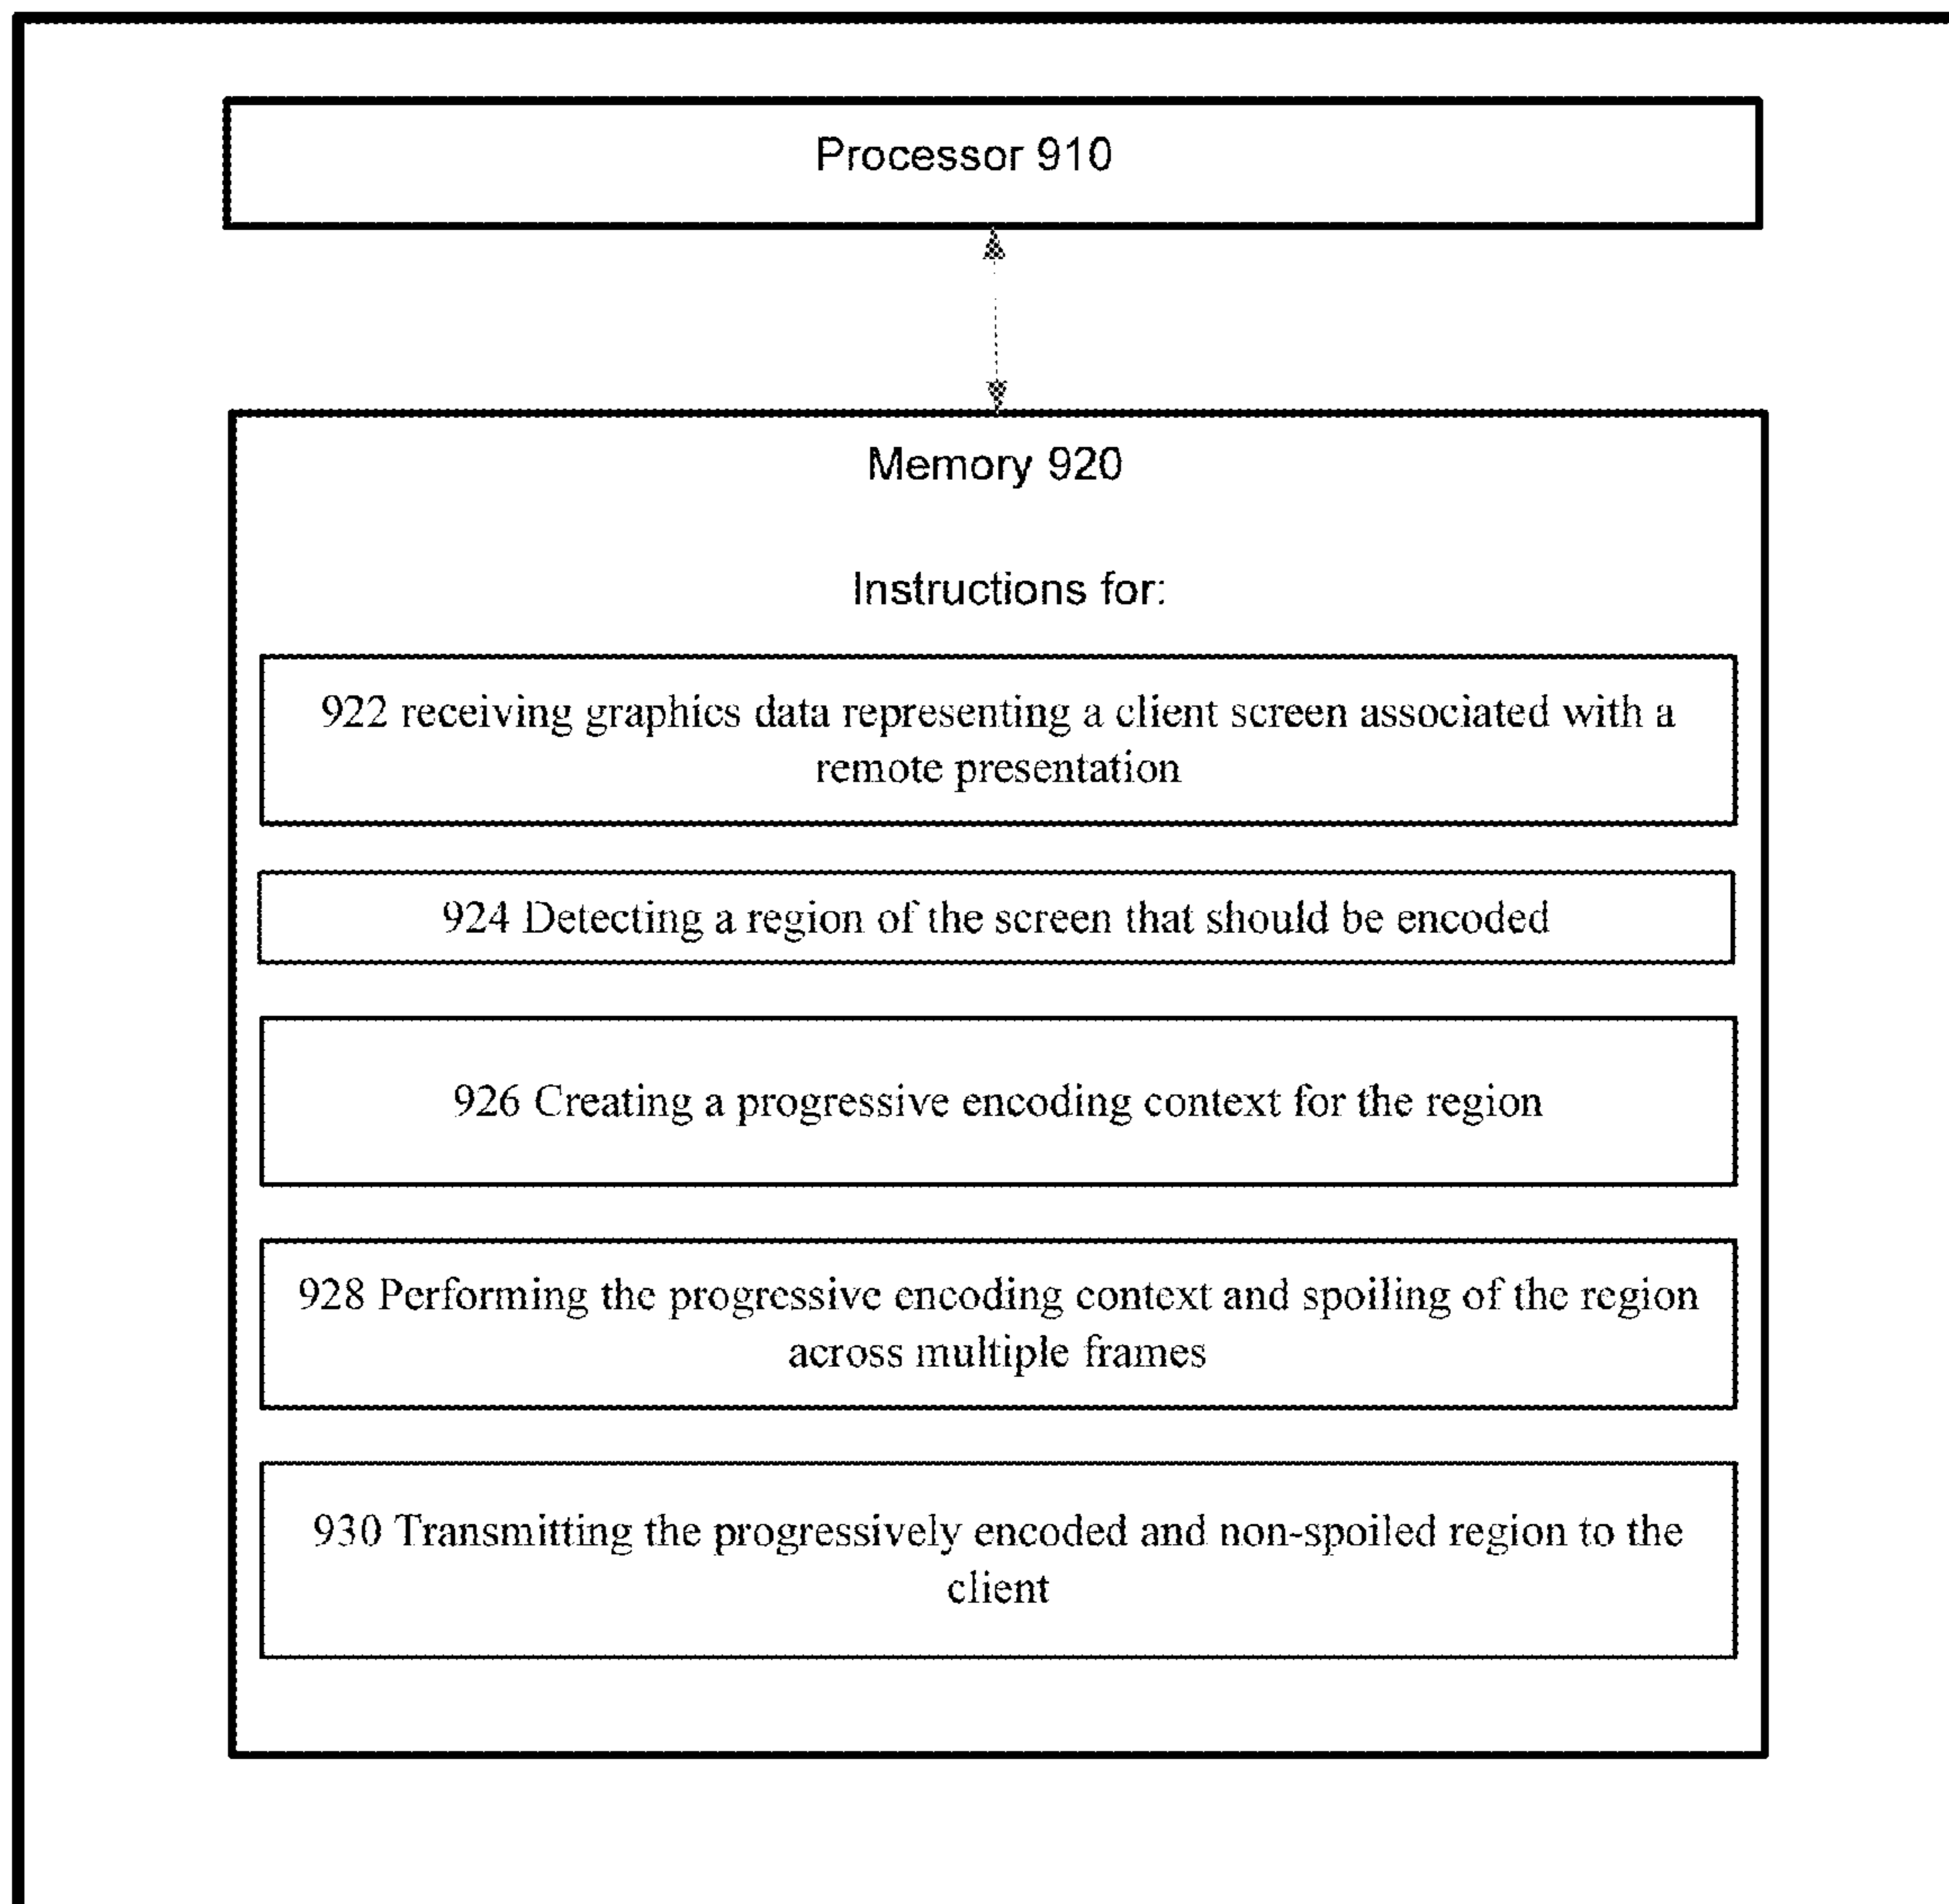 Processor 910
Memory 920
Instructions for:
922 receiving graphics data representing a client screen associated with a
remote presentation
924 Detecting a region of the screen that should be encoded
926 Creating a progressive encoding context for the region
928 Performing the progressive encoding context and spoiling of the region
across multiple frames
930 Transmitting the progressively encoded and non-spoiled region to the
client